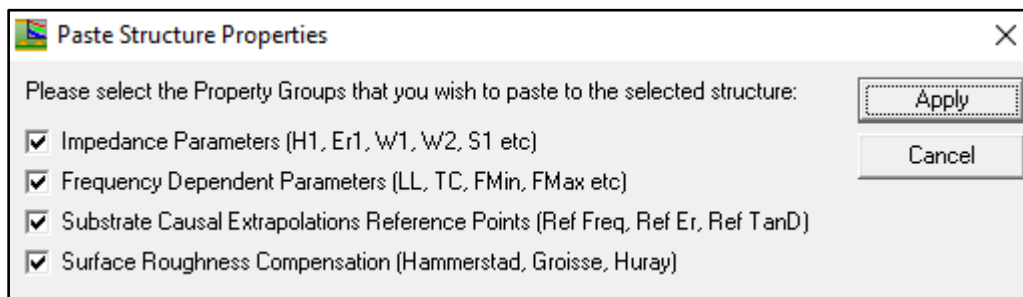 Paste Structure Properties
Please select the Property Groups that you wish to paste to the selected structure:
Apply
Impedance Parameters (H1, Er1, W1, W2, S1 etc)
Cancel
Frequency Dependent Parameters (LL, TC, FMin, FMax etc)
Substrate Causal Extrapolations Reference Points (Ref Freq, Ref Er, Ref TanD)
Surface Roughness Compensation (Hammerstad, Groisse, Huray)